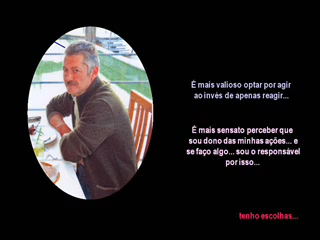 É mais valioso optar por agir
ao invés de apenas reagir...
É mais sensato perceber que
sou dono das minhas ações... e
se faço algo... sou o responsável
por isso...
tenho escolhas...